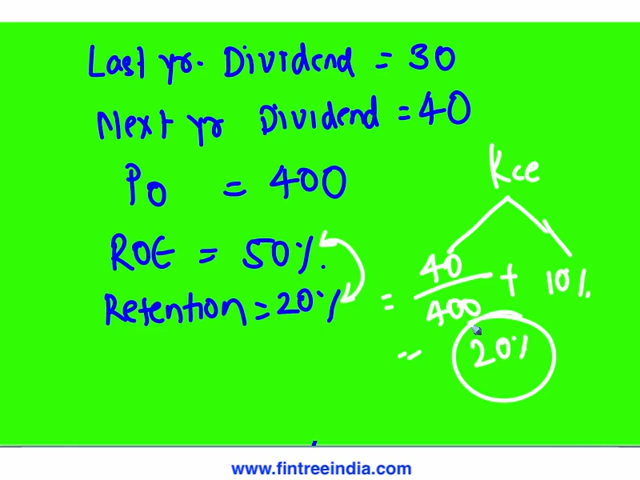 Last yr. Dividend = 30
Next yr Dividend = 40
P0 = 400
ROE = 50%.
Retention = 20%
Kce
= 40/400 + 10%.
= 20%
www.fintreeindia.com